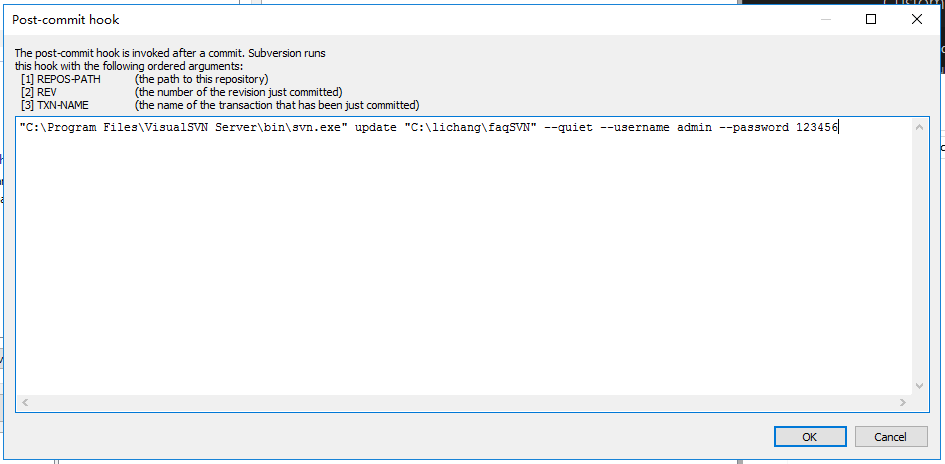 Custom
Post-commit hook
The post-commit hook is invoked after a commit. Subversion runs
this hook with the following ordered arguments:
[1] REPOS-PATH (the path to this repository)
[2] REV (the number of the revision just committed)
[3] TXN-NAME (the name of the transaction that has been just committed)
"C:\Program Files\VisualSVN Server\bin\svn.exe" update "C:\lichang\faqSVN" --quiet --username admin --password 123456
OK
Cancel